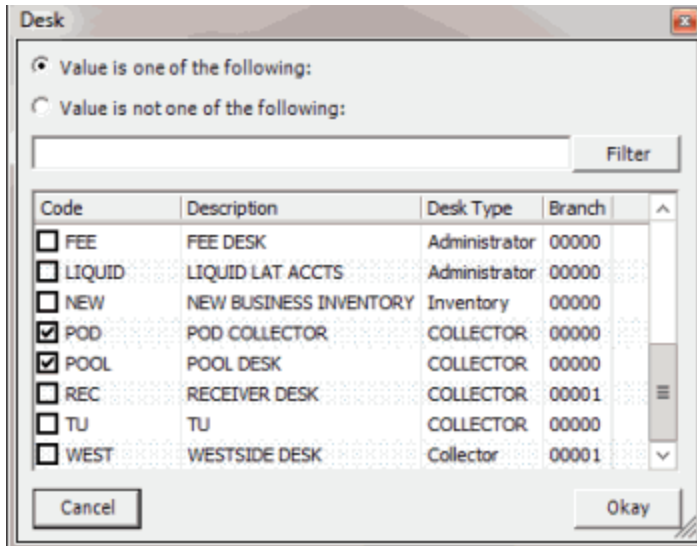 Desk
Value is one of the following:
Value is not one of the following:
Filter
Code Description Desk Type Branch
FEE FEE DESK Administrator 00000
LIQUID LIQUID LAT ACCTS Administrator 00000
NEW NEW BUSINESS INVENTORY Inventory 00000
POD POD COLLECTOR COLLECTOR 00000
POOL POOL DESK COLLECTOR 00000
REC RECEIVER DESK COLLECTOR 00001
TU TU COLLECTOR 00000
WEST WESTSIDE DESK Collector 00001
Cancel Okay